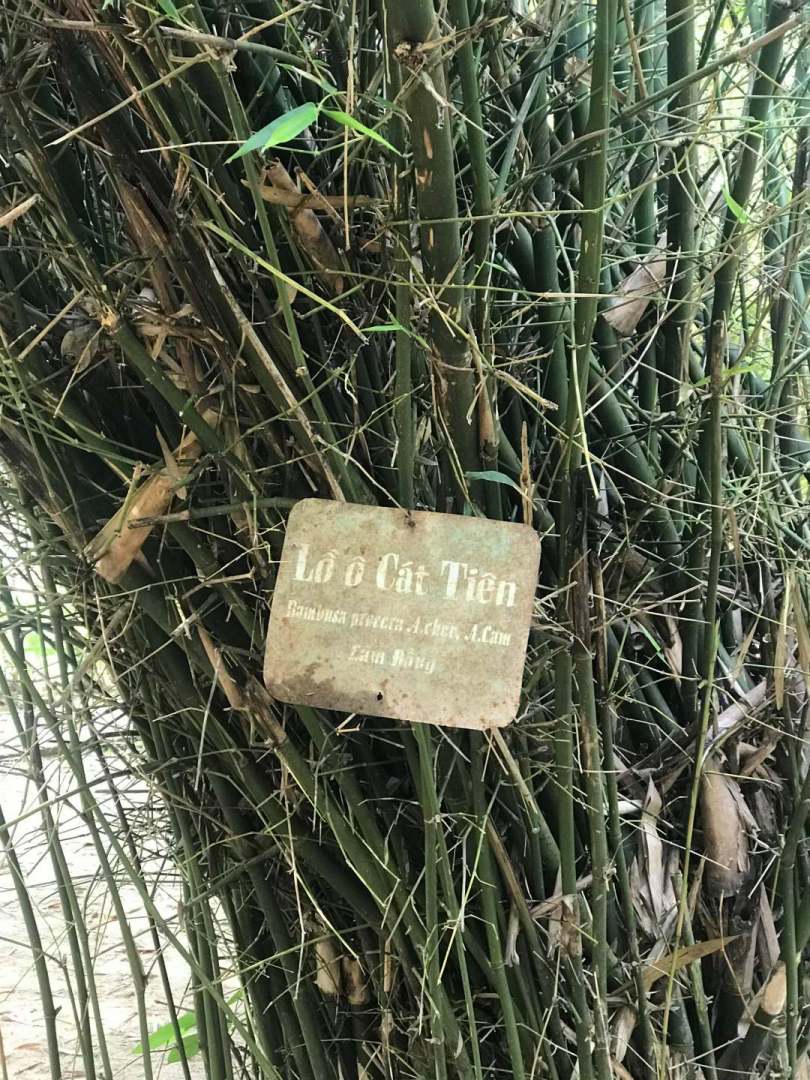 Lồ ô Cát Tiên
Bambusa procera A.chev. A.Cam
Lâm Đồng